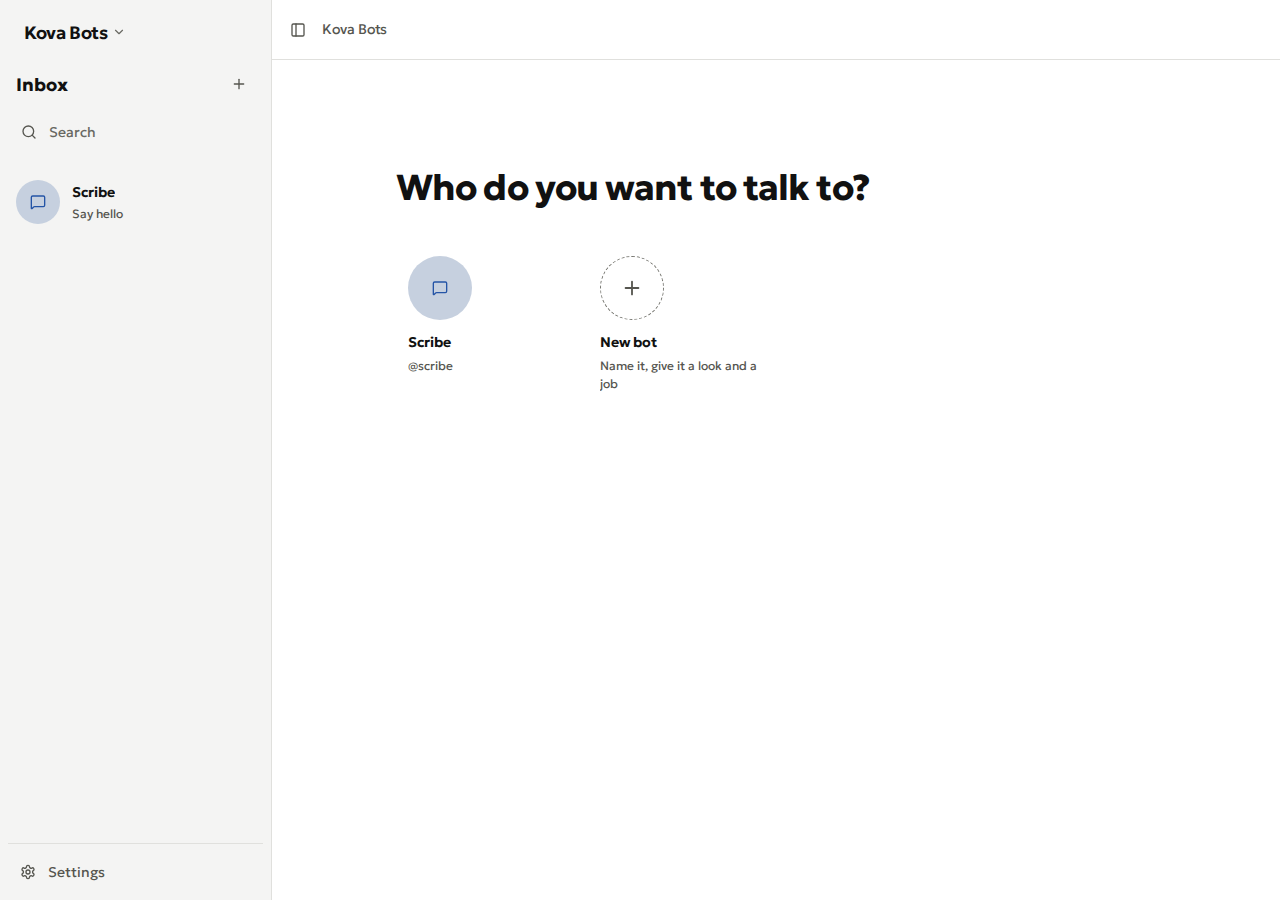 Kova Bots
Inbox
Search
Scribe
Say hello
Settings
Kova Bots
Who do you want to talk to?
Scribe
@scribe
New bot
Name it, give it a look and a
job